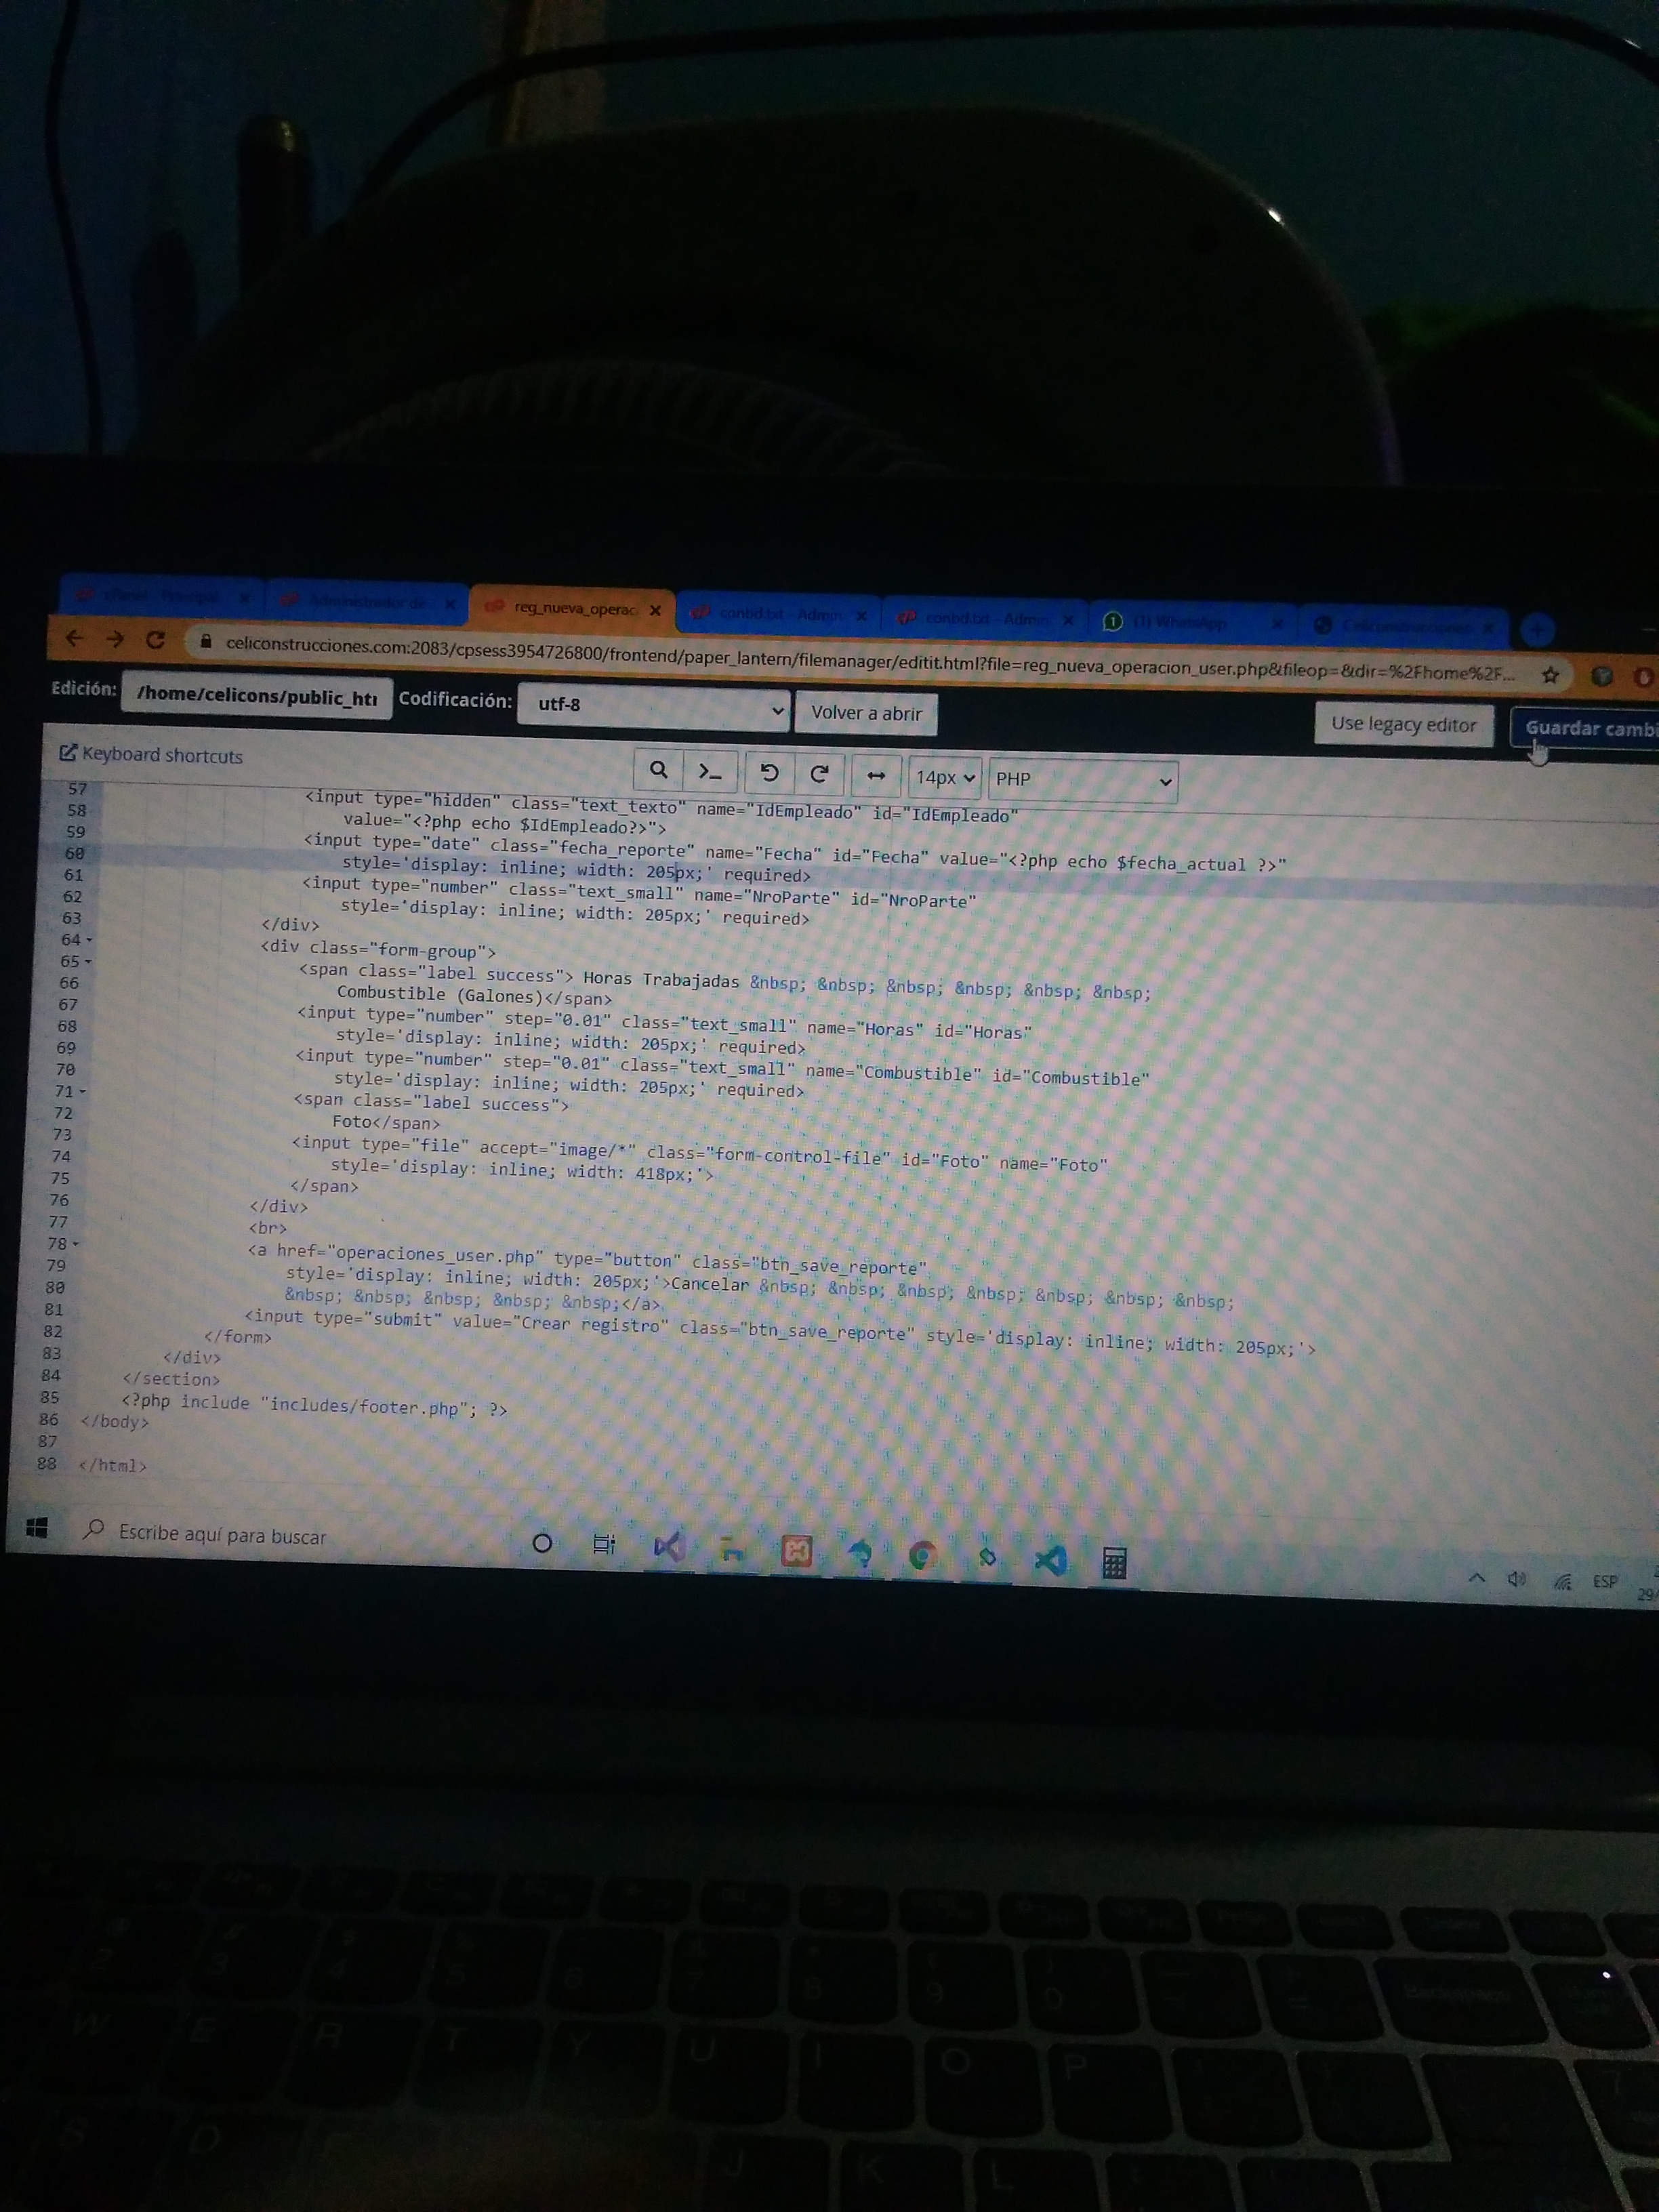 reg_nueva_operac
conbd.txt - Admin
conbd.txt - Admin
(1) WhatsApp
celiconstrucciones.com:2083/cpsess3954726800/frontend/paper_lantern/filemanager/editit.html?file=reg_nueva_operacion_user.php&fileop=&dir=%2Fhome%2F...
Edición: /home/celicons/public_htı Codificación: utf-8 Volver a abrir Use legacy editor Guardar cambi
Keyboard shortcuts 14px PHP
57 <input type="hidden" class="text_texto" name="IdEmpleado" id="IdEmpleado"
58 value="<?php echo $IdEmpleado?>">
59 <input type="date" class="fecha_reporte" name="Fecha" id="Fecha" value="<?php echo $fecha_actual ?>"
60 style='display: inline; width: 205px;' required>
61 <input type="number" class="text_small" name="NroParte" id="NroParte"
62 style='display: inline; width: 205px;' required>
63 </div>
64 <div class="form-group">
65 <span class="label success"> Horas Trabajadas &nbsp; &nbsp; &nbsp; &nbsp; &nbsp; &nbsp;
66 Combustible (Galones)</span>
67 <input type="number" step="0.01" class="text_small" name="Horas" id="Horas"
68 style='display: inline; width: 205px;' required>
69 <input type="number" step="0.01" class="text_small" name="Combustible" id="Combustible"
70 style='display: inline; width: 205px;' required>
71 <span class="label success">
72 Foto</span>
73 <input type="file" accept="image/*" class="form-control-file" id="Foto" name="Foto"
74 style='display: inline; width: 418px;'>
75 </span>
76 </div>
77 <br>
78 <a href="operaciones_user.php" type="button" class="btn_save_reporte"
79 style='display: inline; width: 205px;'>Cancelar &nbsp; &nbsp; &nbsp; &nbsp; &nbsp; &nbsp; &nbsp;
80 &nbsp; &nbsp; &nbsp; &nbsp; &nbsp;</a>
81 <input type="submit" value="Crear registro" class="btn_save_reporte" style='display: inline; width: 205px;'>
82 </form>
83 </div>
84 </section>
85 <?php include "includes/footer.php"; ?>
86 </body>
87
88 </html>
Escribe aquí para buscar
ESP
29
W E R T Y U I O P
S D J K L